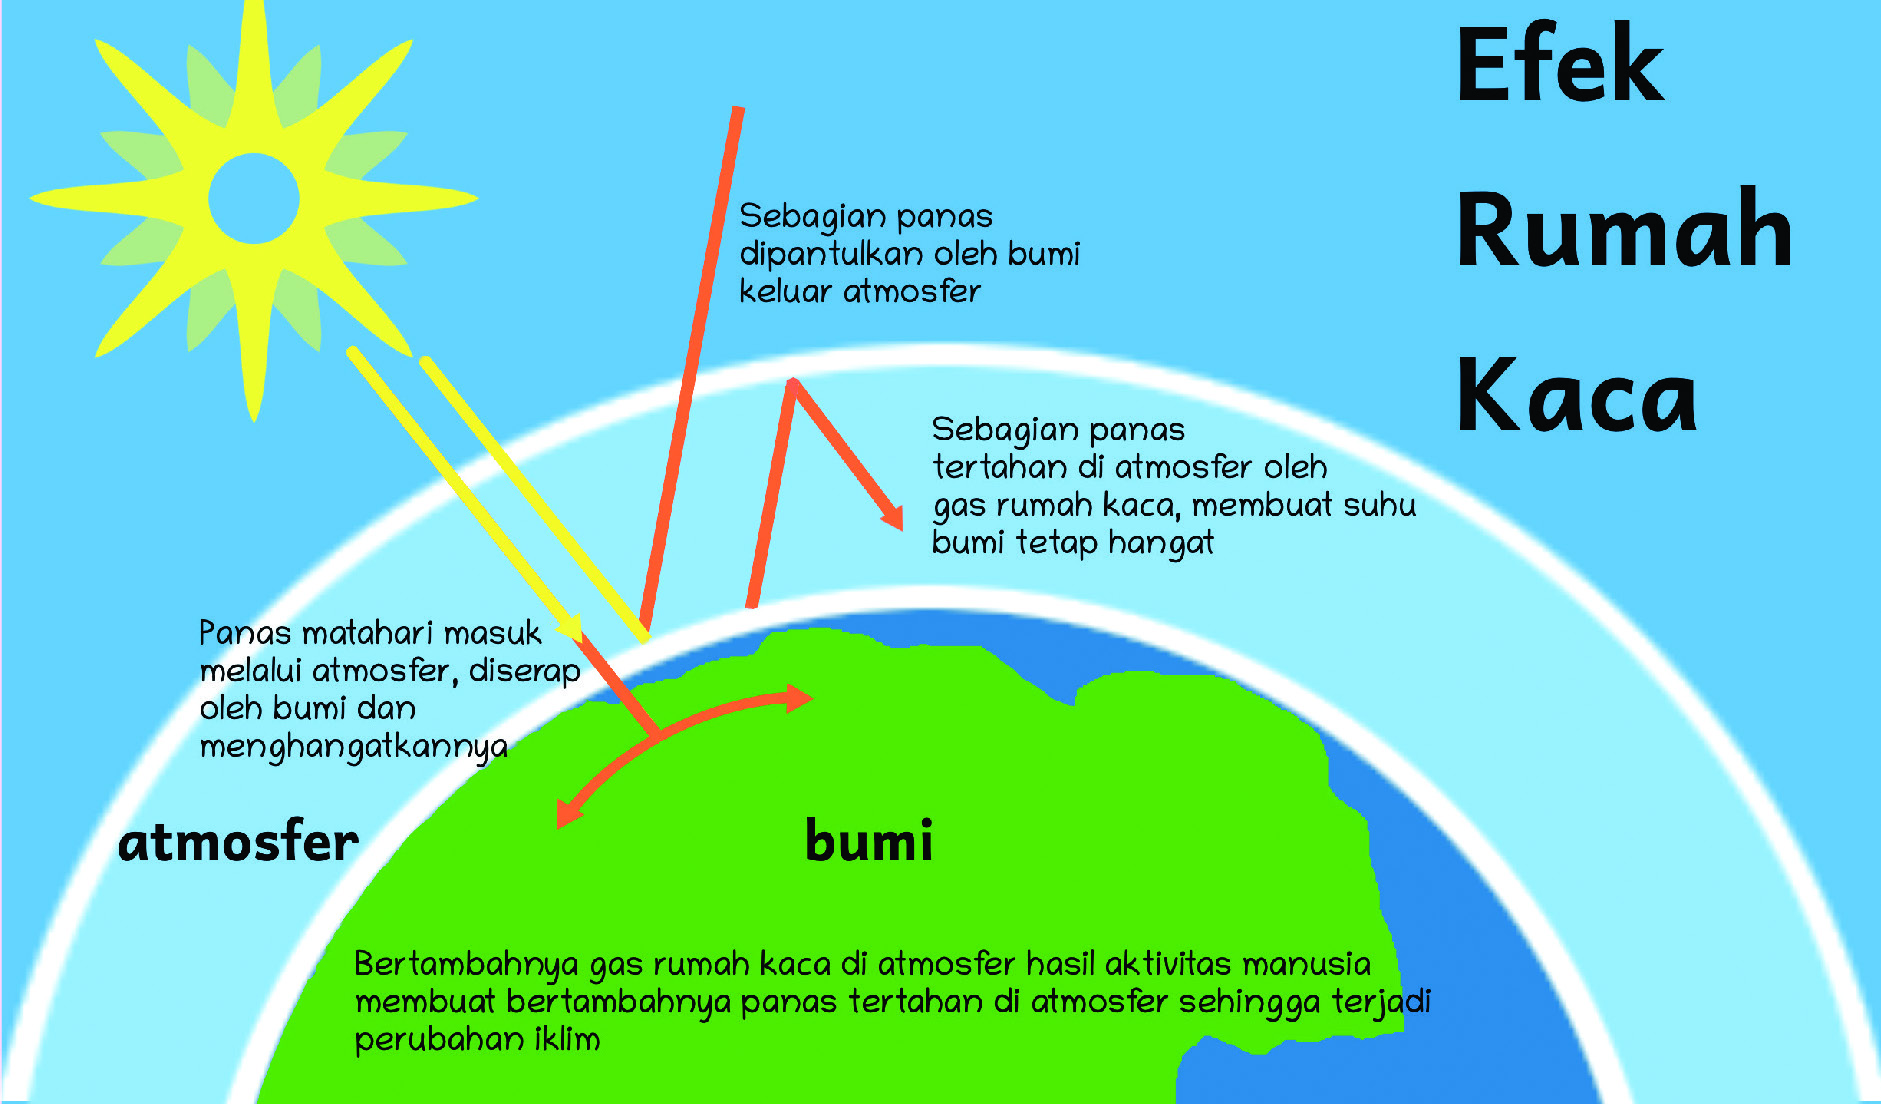 Efek
Rumah
Kaca
Sebagian panas
dipantulkan oleh bumi
keluar atmosfer
Sebagian panas
tertahan di atmosfer oleh
gas rumah kaca, membuat suhu
bumi tetap hangat
Panas matahari masuk
melalui atmosfer, diserap
oleh bumi dan
menghangatkannya
atmosfer
bumi
Bertambahnya gas rumah kaca di atmosfer hasil aktivitas manusia
membuat bertambahnya panas tertahan di atmosfer sehingga terjadi
perubahan iklim